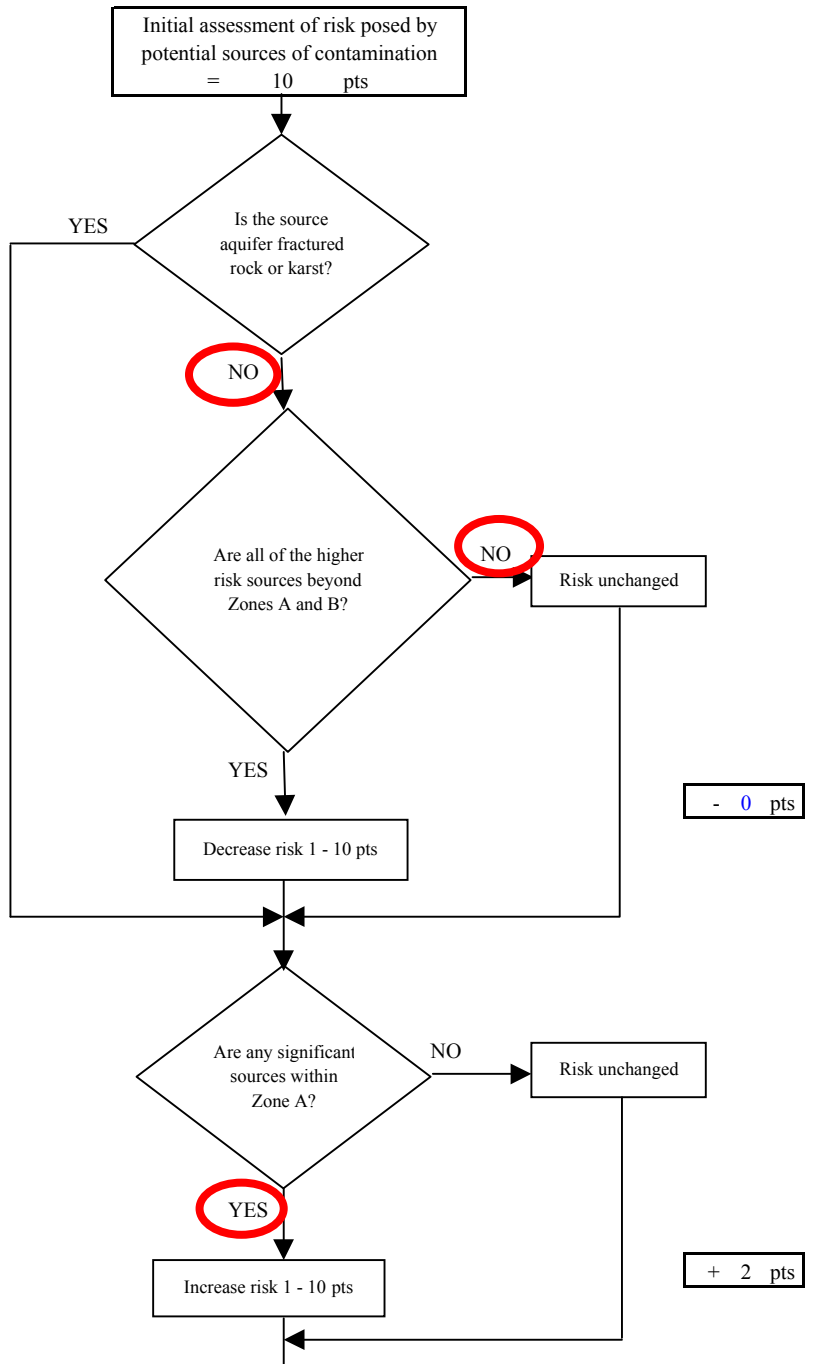 Initial assessment of risk posed by
potential sources of contamination
= 10 pts
YES
Is the source
aquifer fractured
rock or karst?
NO
Are all of the higher
risk sources beyond
Zones A and B?
NO
Risk unchanged
YES
- 0 pts
Decrease risk 1 - 10 pts
Are any significant
sources within
Zone A?
NO
Risk unchanged
YES
Increase risk 1 - 10 pts
+ 2 pts